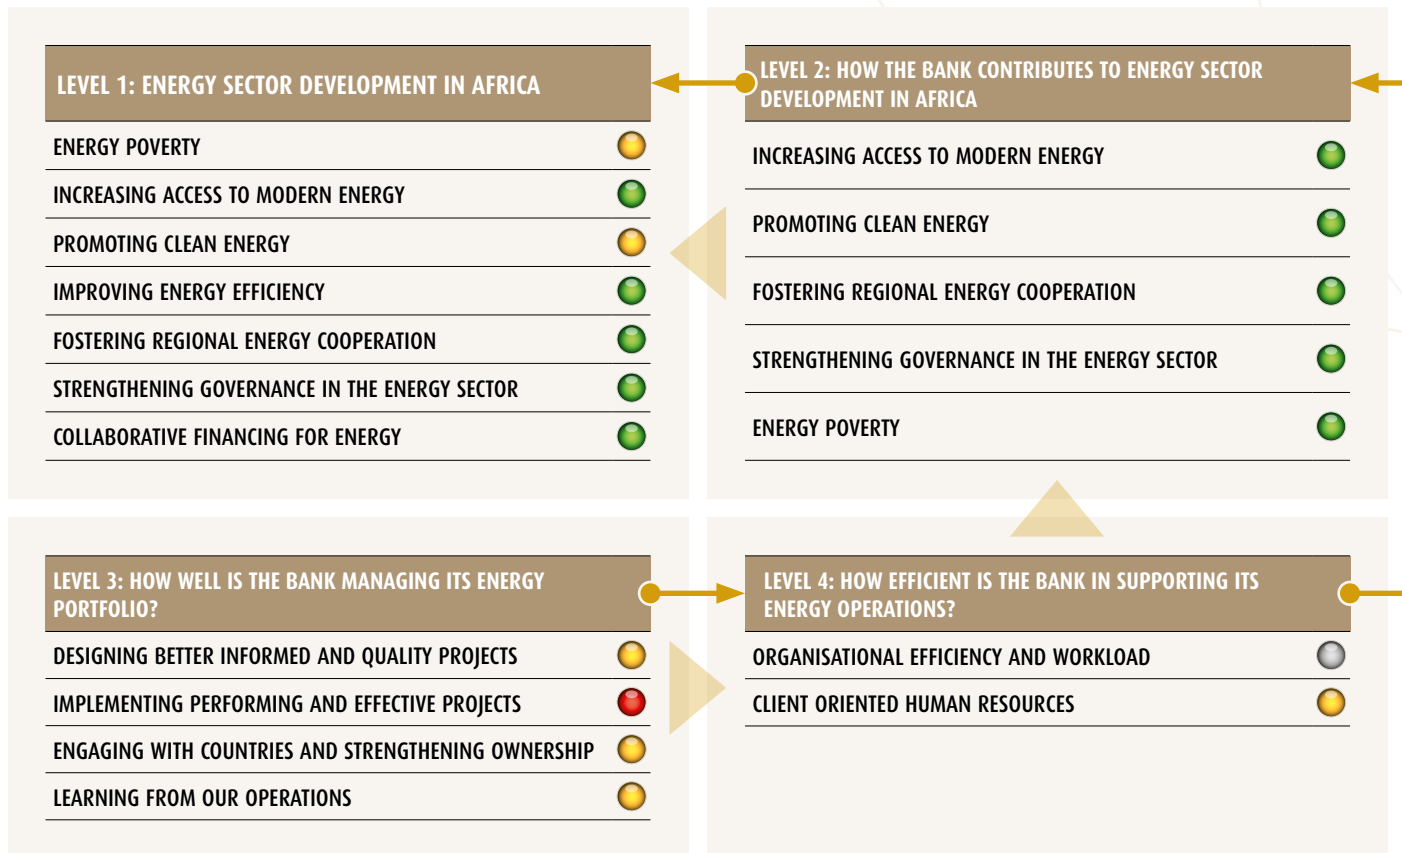 LEVEL 1: ENERGY SECTOR DEVELOPMENT IN AFRICA
ENERGY POVERTY
INCREASING ACCESS TO MODERN ENERGY
PROMOTING CLEAN ENERGY
IMPROVING ENERGY EFFICIENCY
FOSTERING REGIONAL ENERGY COOPERATION
STRENGTHENING GOVERNANCE IN THE ENERGY SECTOR
COLLABORATIVE FINANCING FOR ENERGY
LEVEL 2: HOW THE BANK CONTRIBUTES TO ENERGY SECTOR
DEVELOPMENT IN AFRICA
INCREASING ACCESS TO MODERN ENERGY
PROMOTING CLEAN ENERGY
FOSTERING REGIONAL ENERGY COOPERATION
STRENGTHENING GOVERNANCE IN THE ENERGY SECTOR
ENERGY POVERTY
LEVEL 3: HOW WELL IS THE BANK MANAGING ITS ENERGY
PORTFOLIO?
DESIGNING BETTER INFORMED AND QUALITY PROJECTS
IMPLEMENTING PERFORMING AND EFFECTIVE PROJECTS
ENGAGING WITH COUNTRIES AND STRENGTHENING OWNERSHIP
LEARNING FROM OUR OPERATIONS
LEVEL 4: HOW EFFICIENT IS THE BANK IN SUPPORTING ITS
ENERGY OPERATIONS?
ORGANISATIONAL EFFICIENCY AND WORKLOAD
CLIENT ORIENTED HUMAN RESOURCES